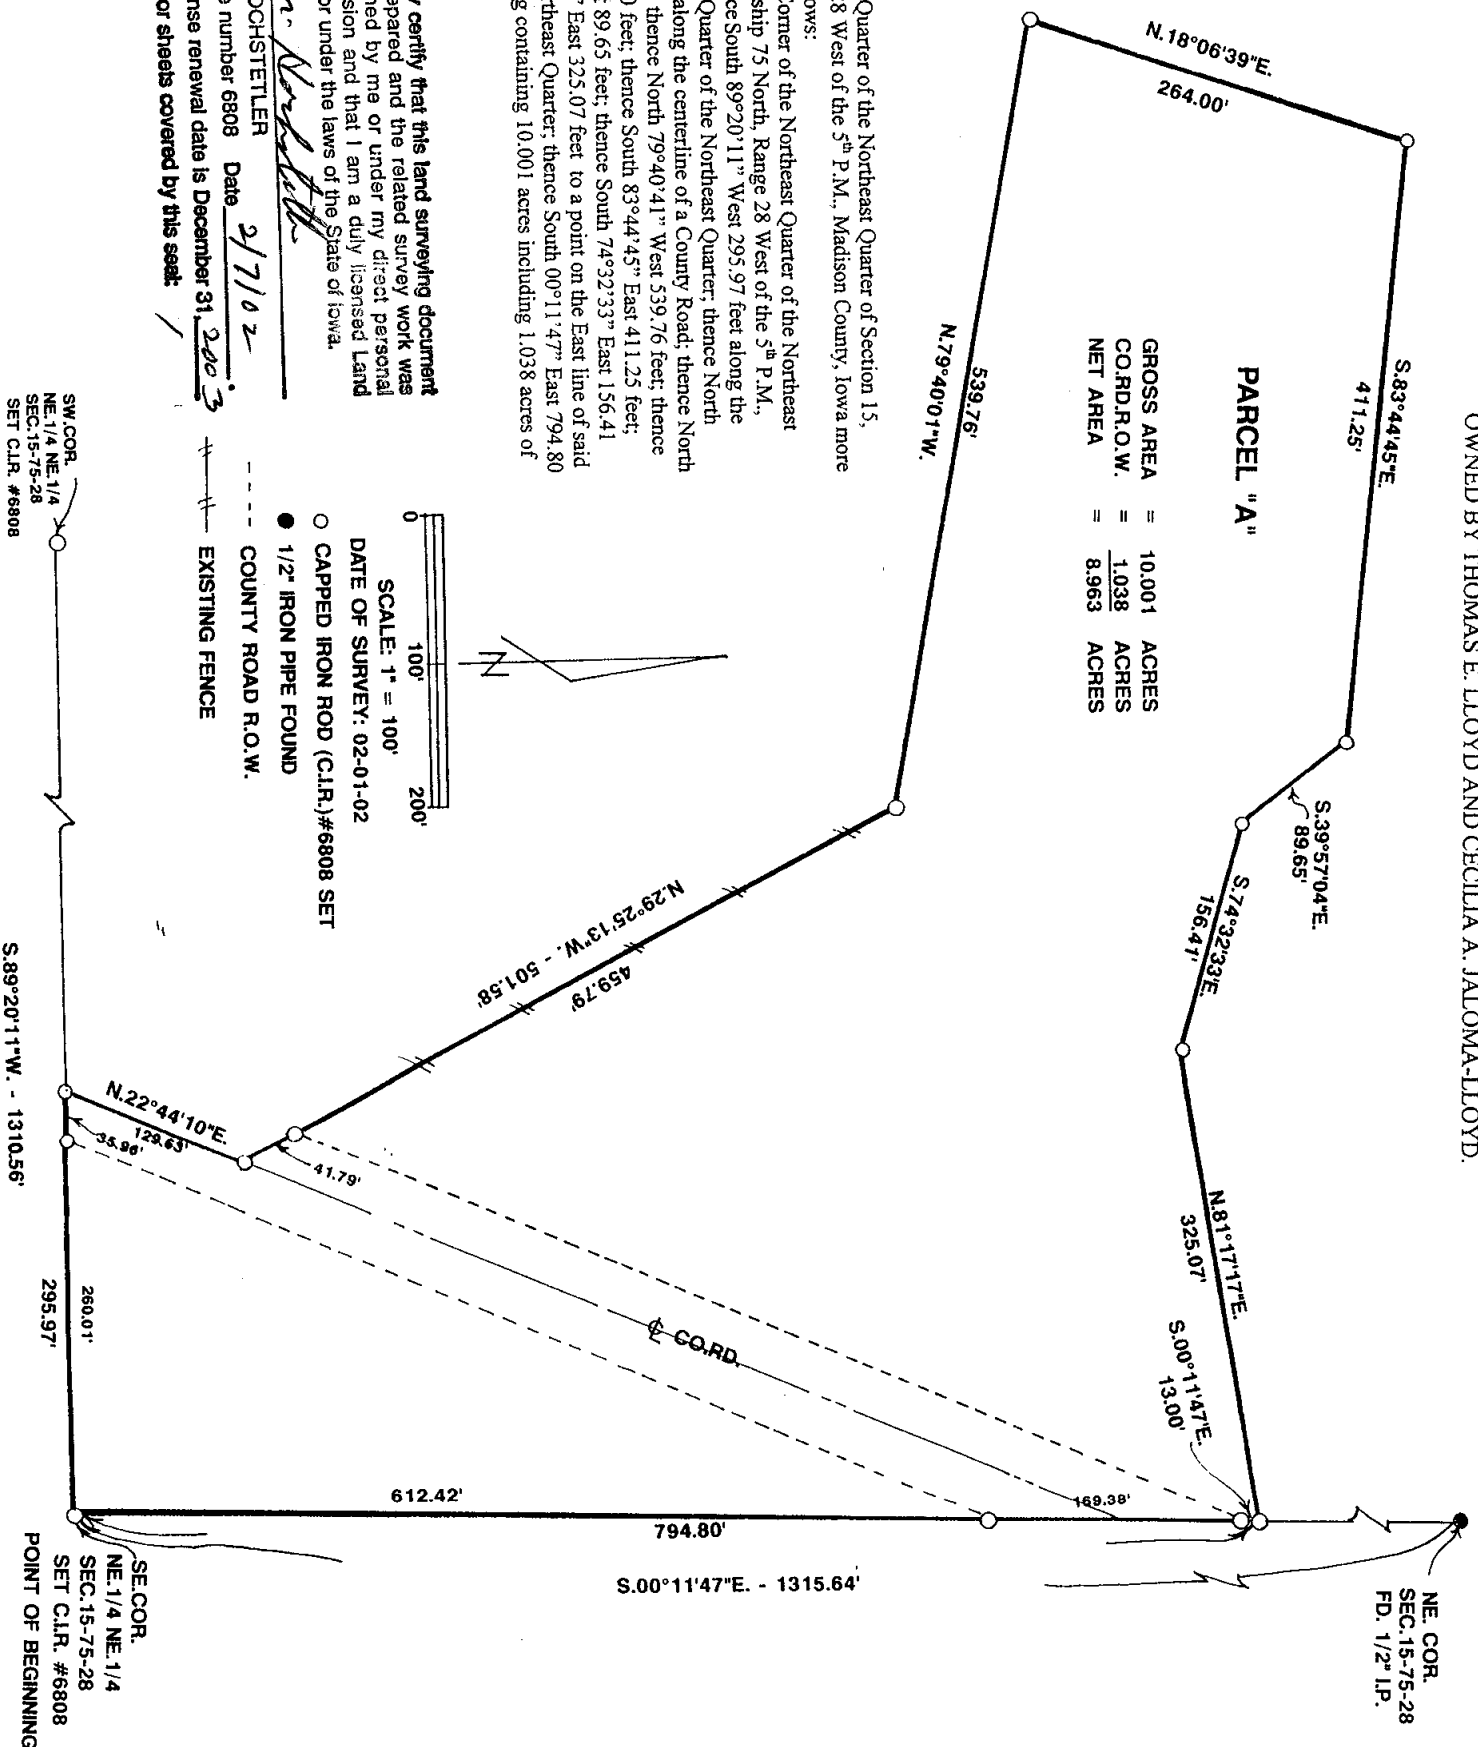 OWNED BY THOMAS E. LLOYD AND CECILIA A. JALOMA-LLOYD.
N.18°06'39"E.
264.00'
S.83°44'45"E.
411.25'
S.39°57'04"E.
89.65'
S.74°32'33"E.
156.41'
N.81°17'17"E.
325.07'
S.00°11'47"E.
13.00'
NE. COR.
SEC.15-75-28
FD. 1/2" I.P.
PARCEL "A"
GROSS AREA = 10.001 ACRES
CO.RD.R.O.W. = 1.038 ACRES
NET AREA = 8.963 ACRES
539.76'
N.79°40'01"W.
Quarter of the Northeast Quarter of Section 15,
28 West of the 5th P.M., Madison County, Iowa more
ows:
Corner of the Northeast Quarter of the Northeast
ship 75 North, Range 28 West of the 5th P.M.,
ce South 89°20'11" West 295.97 feet along the
Quarter of the Northeast Quarter; thence North
along the centerline of a County Road; thence North
thence North 79°40'41" West 539.76 feet; thence
0 feet; thence South 83°44'45" East 411.25 feet;
89.65 feet; thence South 74°32'33" East 156.41
" East 325.07 feet to a point on the East line of said
rtheast Quarter; thence South 00°11'47" East 794.80
g containing 10.001 acres including 1.038 acres of
y certify that this land surveying document
epared and the related survey work was
ned by me or under my direct personal
ision and that I am a duly licensed Land
or under the laws of the State of Iowa.
OCHSTETLER
e number 6808 Date 2/7/02
nse renewal date is December 31, 2003
or sheets covered by this seal:
N
0 100' 200'
SCALE: 1" = 100'
DATE OF SURVEY: 02-01-02
CAPPED IRON ROD (C.I.R.)#6808 SET
1/2" IRON PIPE FOUND
COUNTY ROAD R.O.W.
EXISTING FENCE
N.29°25'13"W. - 501.58'
459.79'
41.79'
N.22°44'10"E.
129.63'
35.96'
℄ CO.RD.
169.38'
612.42'
794.80'
S.00°11'47"E. - 1315.64'
260.01'
295.97'
S.89°20'11"W. - 1310.56'
SW.COR.
NE.1/4 NE.1/4
SEC.15-75-28
SET C.I.R. #6808
SE.COR.
NE.1/4 NE.1/4
SEC.15-75-28
SET C.I.R. #6808
POINT OF BEGINNING